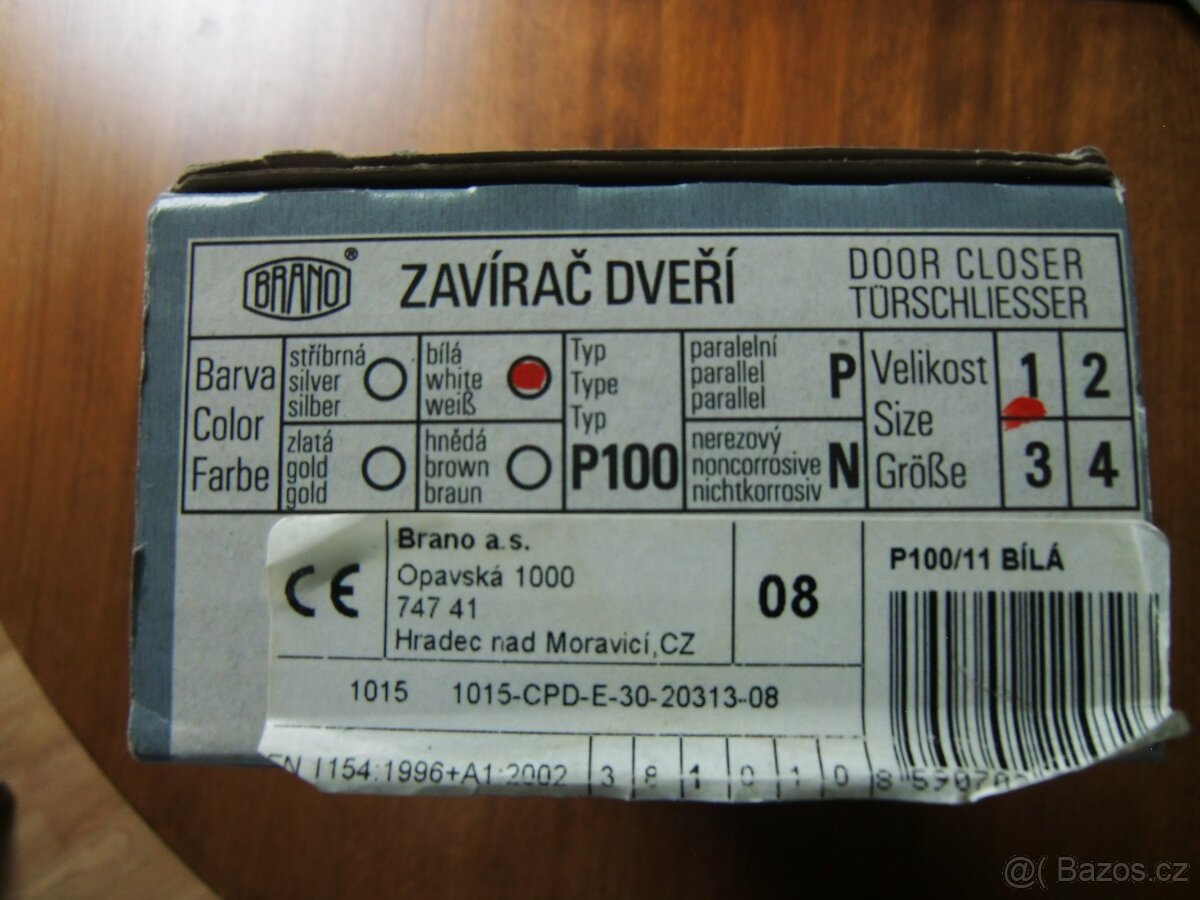 BRANO®
ZAVÍRAČ DVEŘÍ
DOOR CLOSER
TÜRSCHLIESSER
Barva
Color
Farbe
stříbrná
silver
silber
bílá
white
weiß
zlatá
gold
gold
hnědá
brown
braun
Typ
Type
Typ
P100
paralelní
parallel
parallel
P
nerezový
noncorrosive
nichtkorrosiv
N
Velikost
Size
Größe
1 2
3 4
CE
Brano a.s.
Opavská 1000
747 41
Hradec nad Moravicí,CZ
08
P100/11 BÍLÁ
1015 1015-CPD-E-30-20313-08
EN 1154:1996+A1:2002 3 8 1 0 1 0
@( Bazos.cz